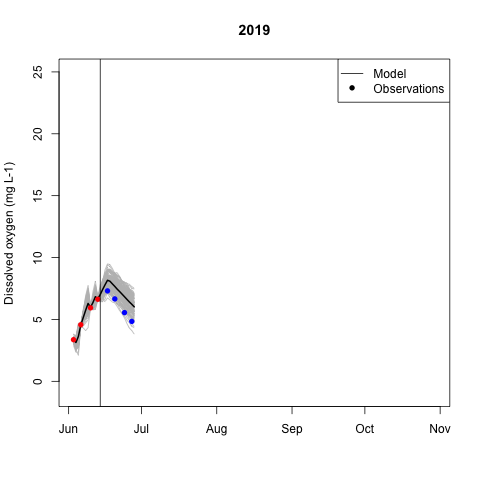 2019
25
20
15
10
5
0
Dissolved oxygen (mg L-1)
Model
Observations
Jun Jul Aug Sep Oct Nov